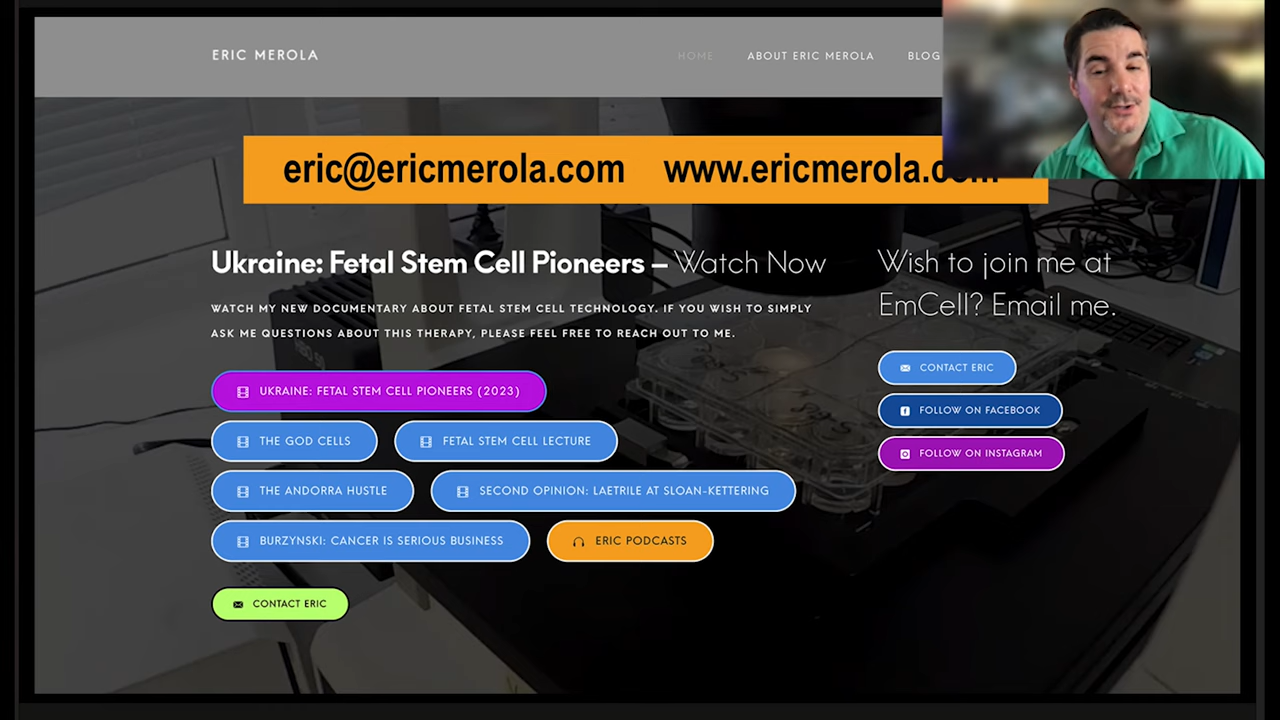 ERIC MEROLA
HOME ABOUT ERIC MEROLA BLOG
eric@ericmerola.com www.ericmerola.com
Ukraine: Fetal Stem Cell Pioneers – Watch Now
WATCH MY NEW DOCUMENTARY ABOUT FETAL STEM CELL TECHNOLOGY. IF YOU WISH TO SIMPLY
ASK ME QUESTIONS ABOUT THIS THERAPY, PLEASE FEEL FREE TO REACH OUT TO ME.
UKRAINE: FETAL STEM CELL PIONEERS (2023)
THE GOD CELLS
FETAL STEM CELL LECTURE
THE ANDORRA HUSTLE
SECOND OPINION: LAETRILE AT SLOAN-KETTERING
BURZYNSKI: CANCER IS SERIOUS BUSINESS
ERIC PODCASTS
CONTACT ERIC
Wish to join me at
EmCell? Email me.
CONTACT ERIC
FOLLOW ON FACEBOOK
FOLLOW ON INSTAGRAM